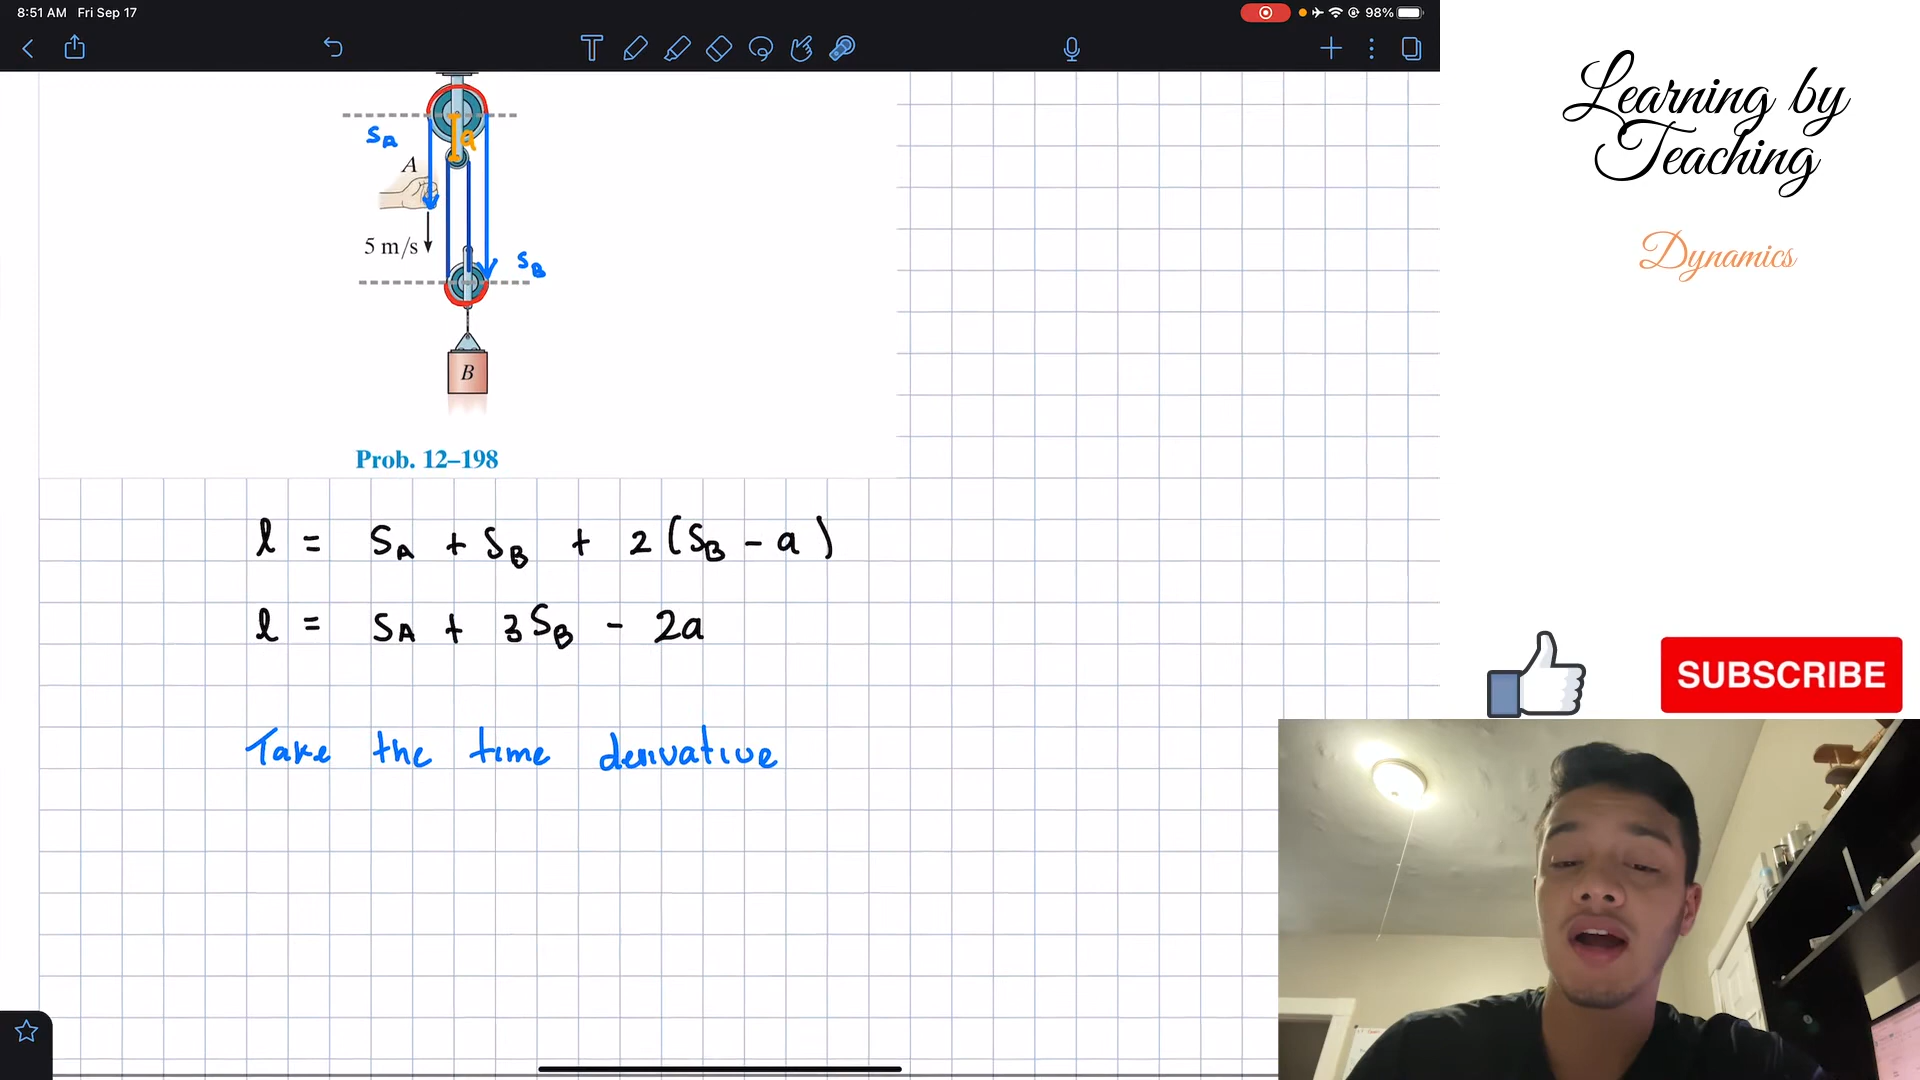 8:51 AM Fri Sep 17
98%
Learning by
Teaching
Dynamics
S_A
a
A
5 m/s
S_B
B
Prob. 12–198
l = S_A + S_B + 2(S_B - a)
l = S_A + 3S_B - 2a
Take the time derivative
SUBSCRIBE